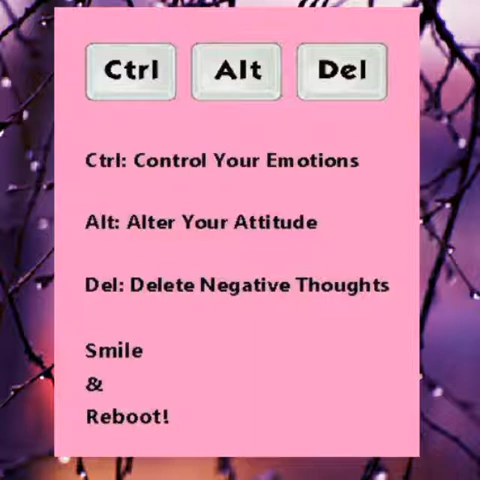 Ctrl Alt Del
Ctrl: Control Your Emotions
Alt: Alter Your Attitude
Del: Delete Negative Thoughts
Smile
&
Reboot!